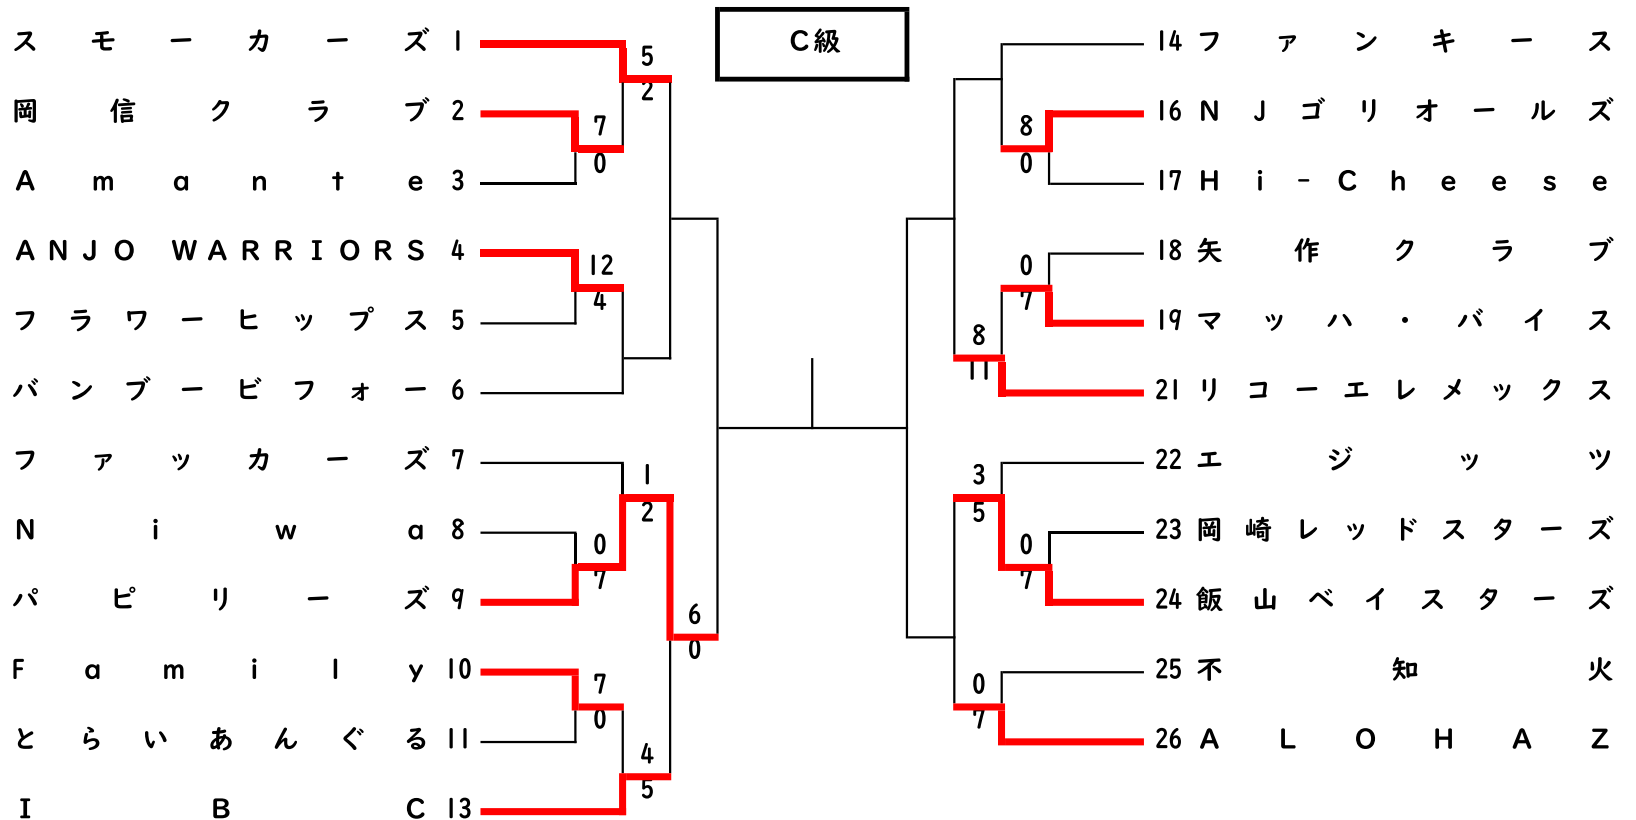 C級
スモーカーズ 1
5
2
岡信クラブ 2
7
0
Amante 3
ANJO WARRIORS 4
12
4
フラワーヒップス 5
バンブービフォー 6
ファッカーズ 7
1
2
Niwa 8
0
7
パピリーズ 9
6
0
Family 10
7
0
とらいあんぐる 11
4
5
IBC 13
14 ファンキース
16 NJゴリオールズ
8
0
17 Hi-Cheese
18 矢作クラブ
0
7
19 マッハ・バイス
8
11
21 リコーエレメックス
22 エジッツ
3
5
23 岡崎レッドスターズ
0
7
24 飯山ベイスターズ
25 不知火
0
7
26 ALOHAZ